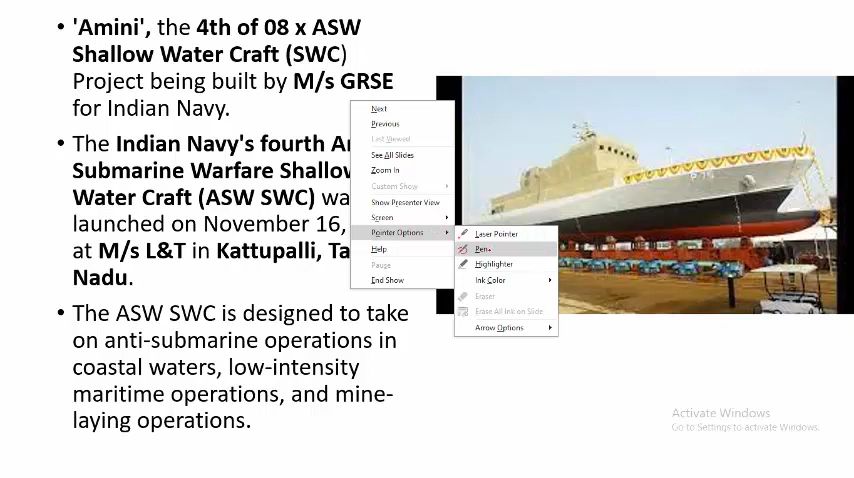 • 'Amini', the 4th of 08 x ASW
Shallow Water Craft (SWC)
Project being built by M/s GRSE
for Indian Navy.
• The Indian Navy's fourth
Submarine Warfare
Water Craft (ASW SWC)
launched on November 16,
at M/s L&T in Kattupalli,
Nadu.
• The ASW SWC is designed to take
on anti-submarine operations in
coastal waters, low-intensity
maritime operations, and mine-
laying operations.
Next
Previous
Last Viewed
See All Slides
Zoom In
Custom Show
Show Presenter View
Screen
Pointer Options
Help
Pause
End Show
Laser Pointer
Pen
Highlighter
Ink Color
Eraser
Erase All Ink on Slide
Arrow Options
Activate Windows
Go to Settings to activate Windows.